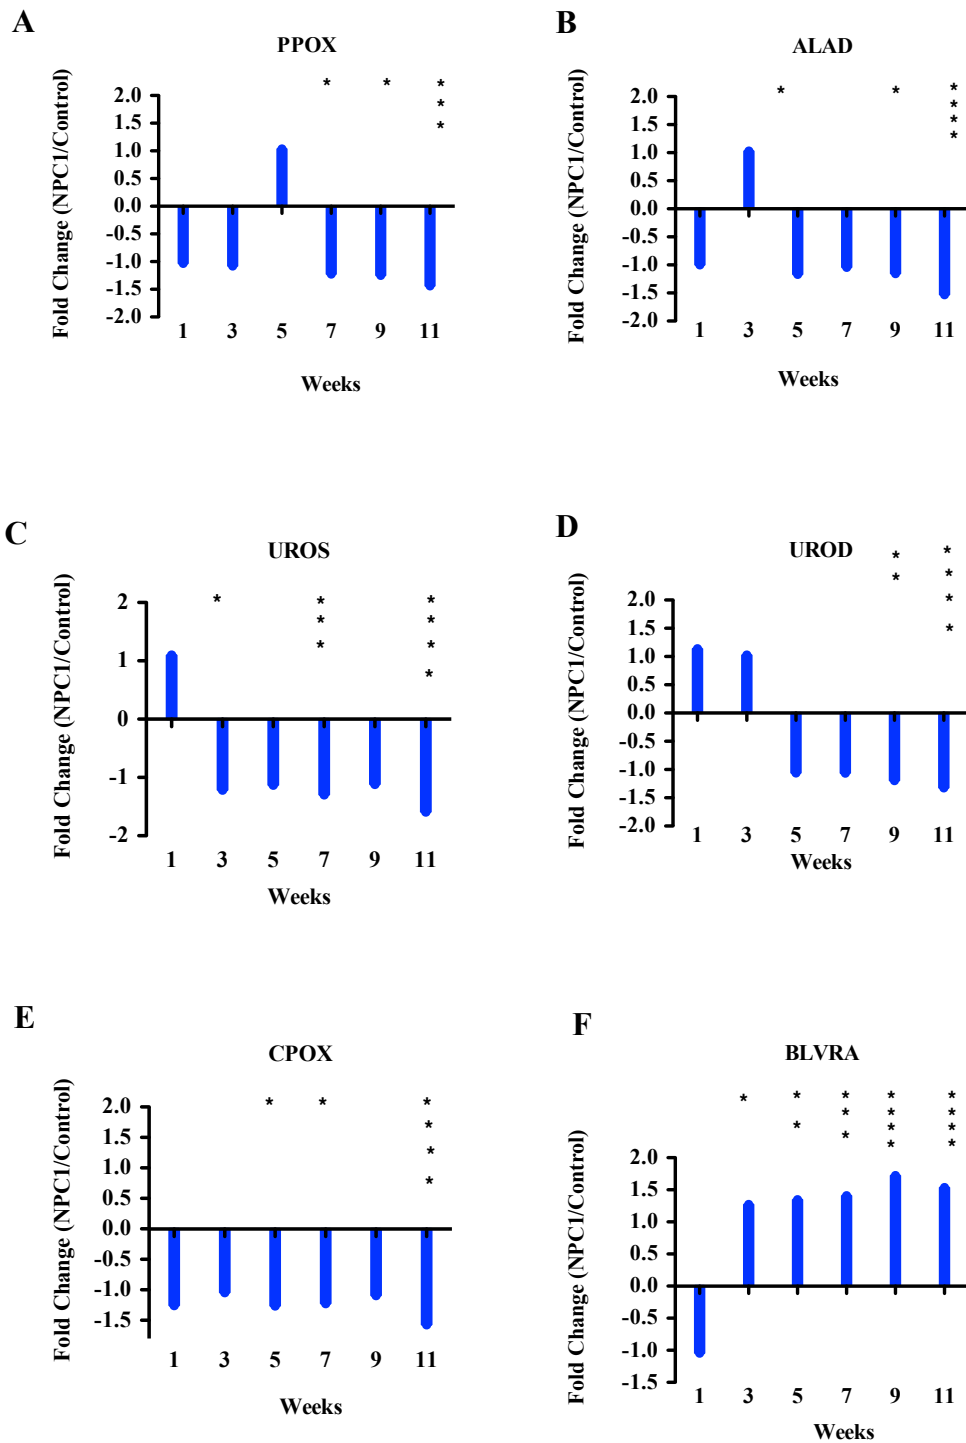 A
PPOX
Fold Change (NPC1/Control)
* * *
*
*
2.0
1.5
1.0
0.5
0.0
-0.5
-1.0
-1.5
-2.0
1 3 5 7 9 11
Weeks
B
ALAD
Fold Change (NPC1/Control)
* * *
*
*
*
2.0
1.5
1.0
0.5
0.0
-0.5
-1.0
-1.5
-2.0
1 3 5 7 9 11
Weeks
C
UROS
Fold Change (NPC1/Control)
* * *
* *
* *
*
2
1
0
-1
-2
1 3 5 7 9 11
Weeks
D
UROD
Fold Change (NPC1/Control)
* *
* *
*
*
2.0
1.5
1.0
0.5
0.0
-0.5
-1.0
-1.5
-2.0
1 3 5 7 9 11
Weeks
E
CPOX
Fold Change (NPC1/Control)
* * *
*
*
*
2.0
1.5
1.0
0.5
0.0
-0.5
-1.0
-1.5
1 3 5 7 9 11
Weeks
F
BLVRA
Fold Change (NPC1/Control)
* * * * *
* * *
* * * *
* *
2.0
1.5
1.0
0.5
0.0
-0.5
-1.0
-1.5
1 3 5 7 9 11
Weeks